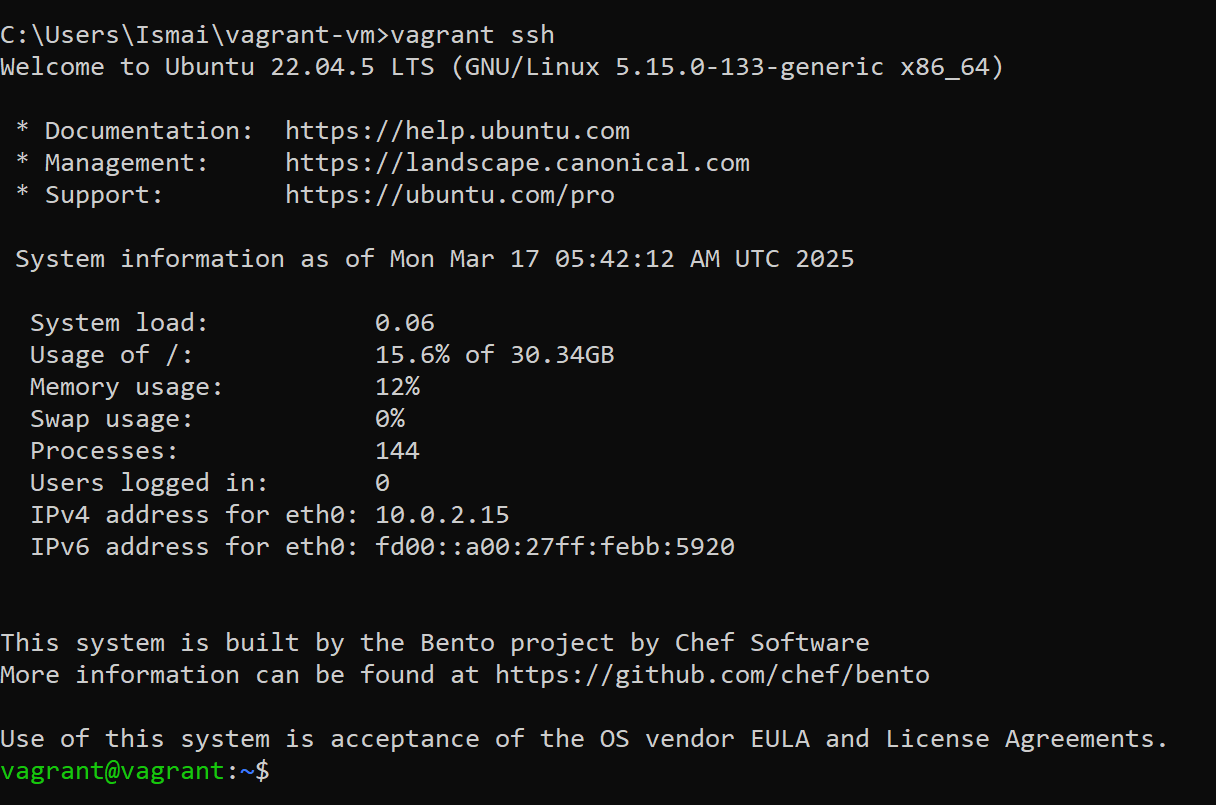 C:\Users\Ismai\vagrant-vm>vagrant ssh
Welcome to Ubuntu 22.04.5 LTS (GNU/Linux 5.15.0-133-generic x86_64)
* Documentation:  https://help.ubuntu.com
* Management:     https://landscape.canonical.com
* Support:        https://ubuntu.com/pro
System information as of Mon Mar 17 05:42:12 AM UTC 2025
System load:           0.06
Usage of /:            15.6% of 30.34GB
Memory usage:          12%
Swap usage:            0%
Processes:             144
Users logged in:       0
IPv4 address for eth0: 10.0.2.15
IPv6 address for eth0: fd00::a00:27ff:febb:5920
This system is built by the Bento project by Chef Software
More information can be found at https://github.com/chef/bento
Use of this system is acceptance of the OS vendor EULA and License Agreements.
vagrant@vagrant:~$